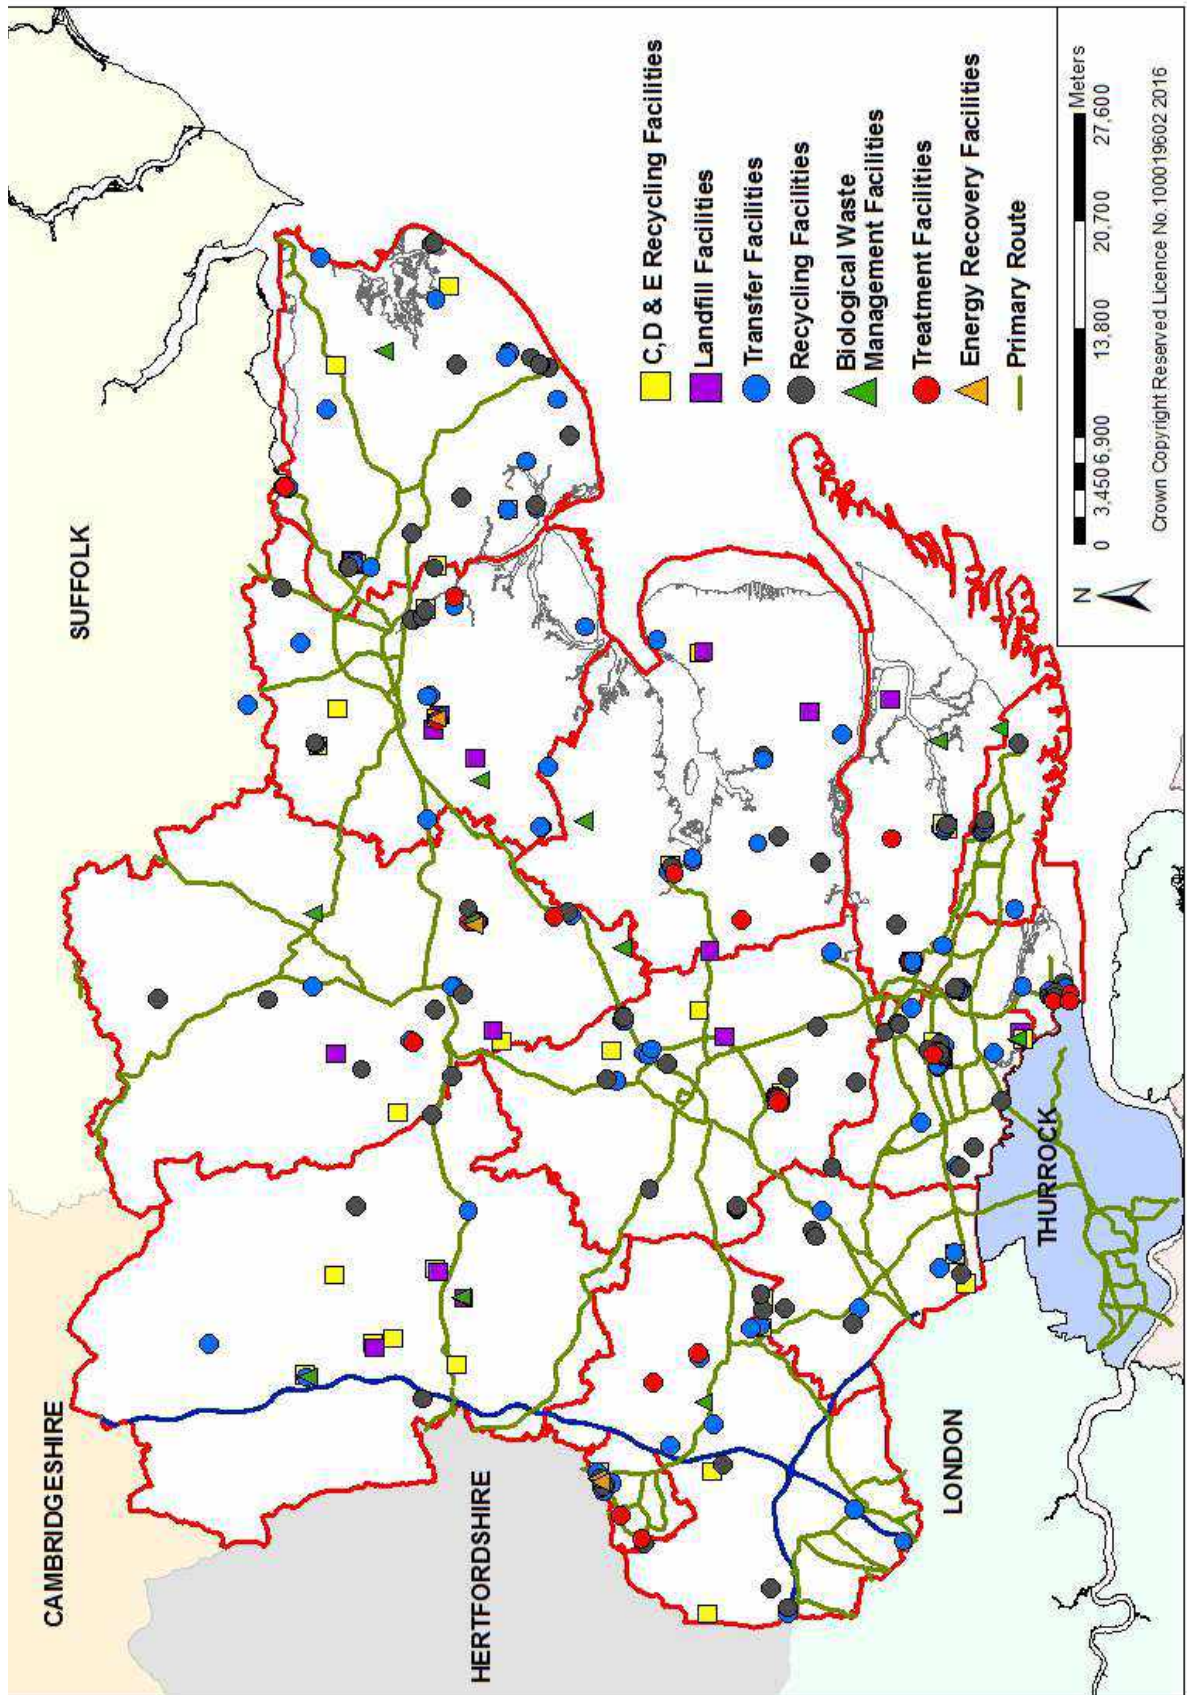 CAMBRIDGESHIRE
SUFFOLK
HERTFORDSHIRE
LONDON
THURROCK
C,D & E Recycling Facilities
Landfill Facilities
Transfer Facilities
Recycling Facilities
Biological Waste
Management Facilities
Treatment Facilities
Energy Recovery Facilities
Primary Route
N
0 3,450 6,900 13,800 20,700 27,600
Meters
Crown Copyright Reserved Licence No.100019602 2016